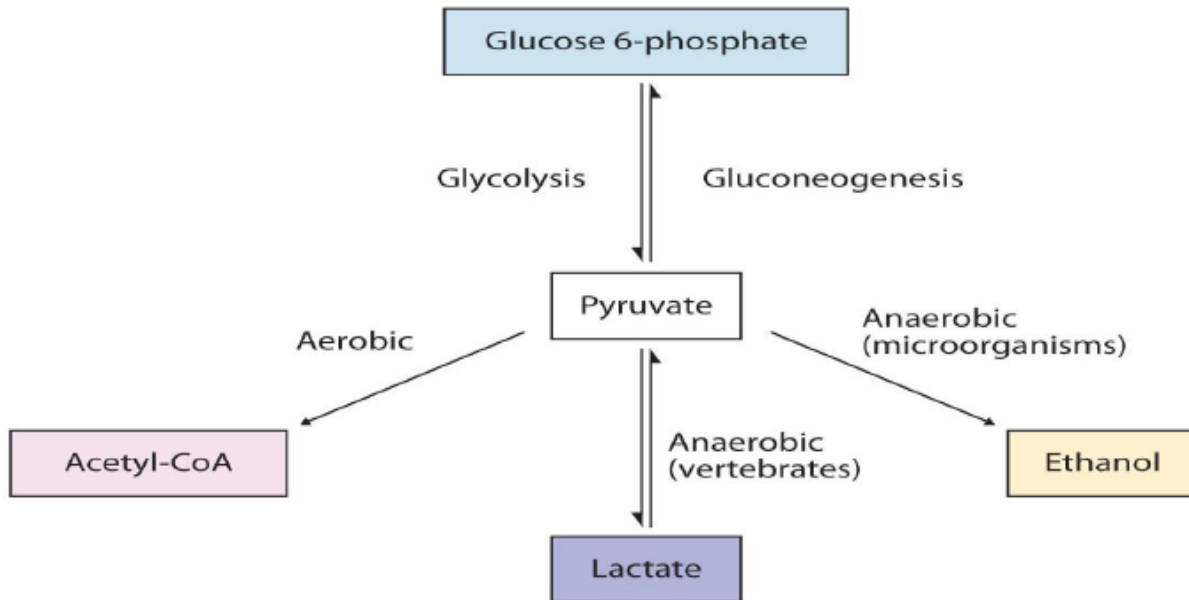 Glucose 6-phosphate
Glycolysis
Gluconeogenesis
Pyruvate
Aerobic
Anaerobic
(microorganisms)
Acetyl-CoA
Anaerobic
(vertebrates)
Ethanol
Lactate